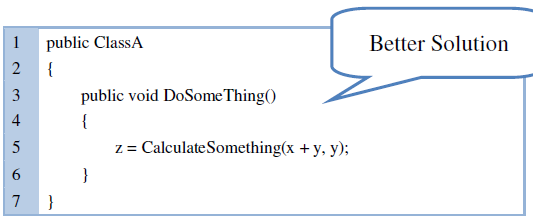 Better Solution
1 public ClassA
2 {
3 public void DoSomeThing()
4 {
5 z = CalculateSomething(x + y, y);
6 }
7 }